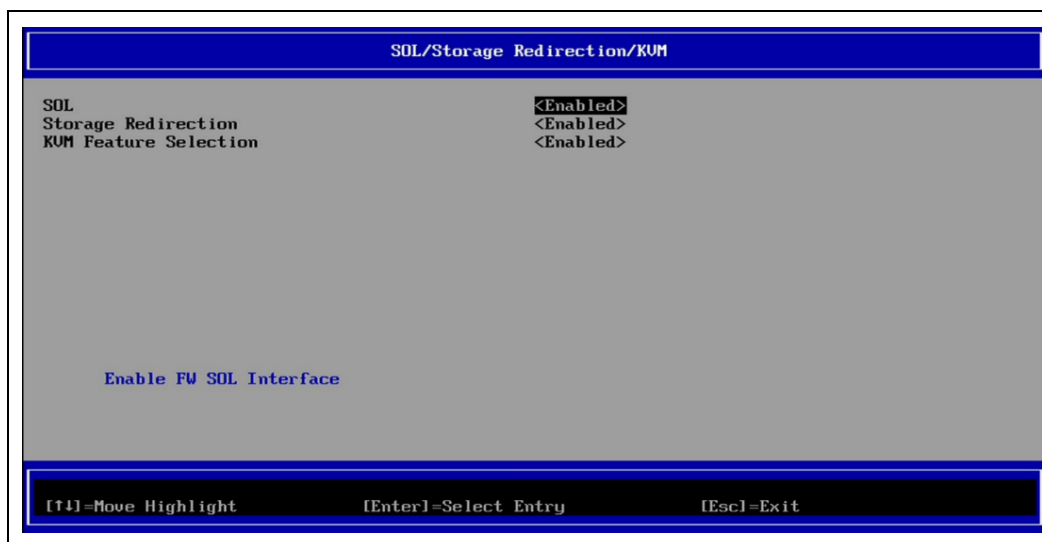 SOL/Storage Redirection/KVM
SOL <Enabled>
Storage Redirection <Enabled>
KVM Feature Selection <Enabled>
Enable FW SOL Interface
[↑↓]=Move Highlight [Enter]=Select Entry [Esc]=Exit